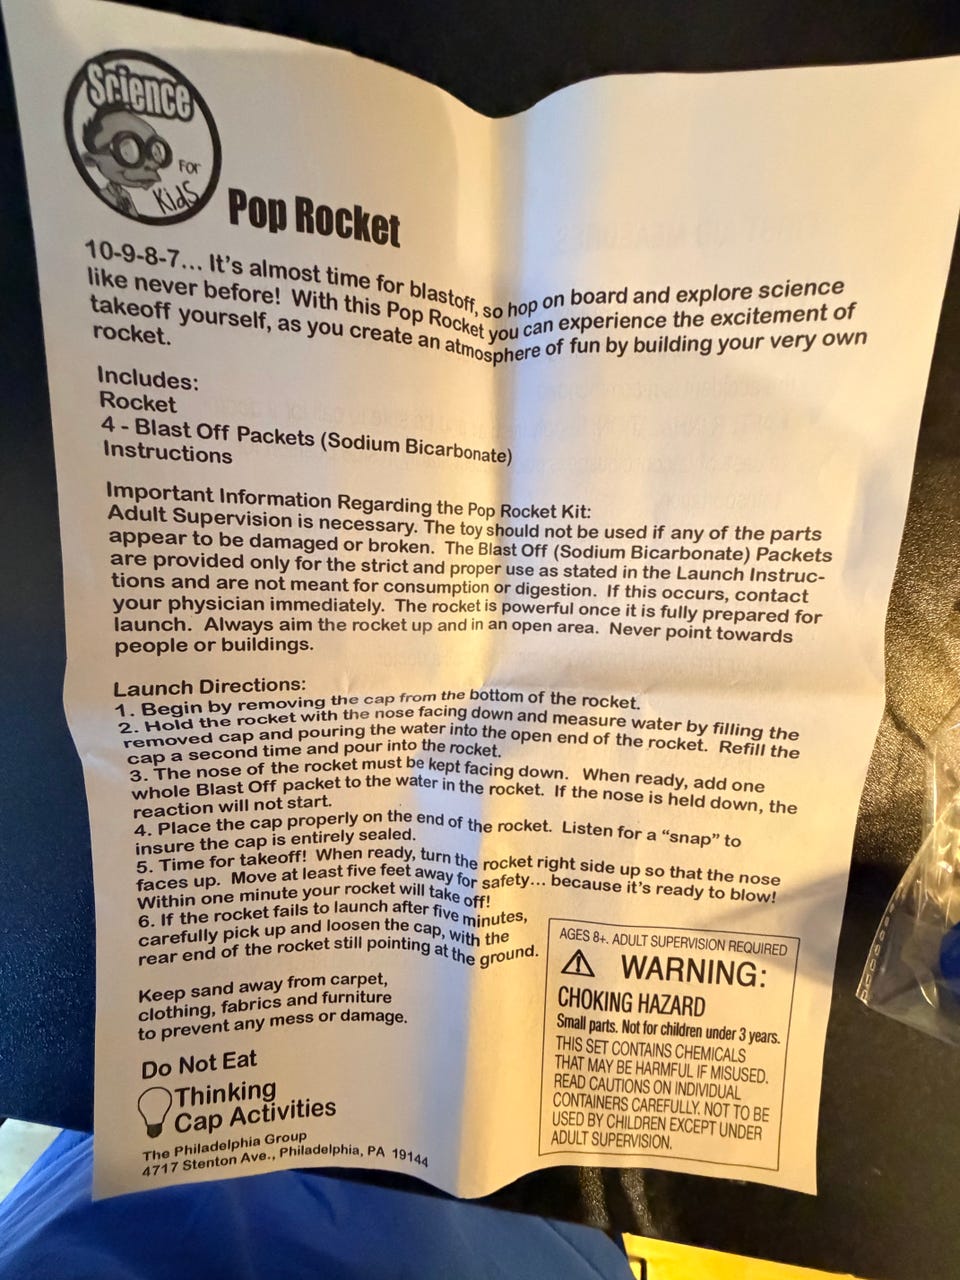 Science
FOR
KidS
Pop Rocket
10-9-8-7... It's almost time for blastoff, so hop on board and explore science
like never before!  With this Pop Rocket you can experience the excitement of
takeoff yourself, as you create an atmosphere of fun by building your very own
rocket.
Includes:
Rocket
4 - Blast Off Packets (Sodium Bicarbonate)
Instructions
Important Information Regarding the Pop Rocket Kit:
Adult Supervision is necessary. The toy should not be used if any of the parts
appear to be damaged or broken.  The Blast Off (Sodium Bicarbonate) Packets
are provided only for the strict and proper use as stated in the Launch Instruc-
tions and are not meant for consumption or digestion.  If this occurs, contact
your physician immediately.  The rocket is powerful once it is fully prepared for
launch.  Always aim the rocket up and in an open area.  Never point towards
people or buildings.
Launch Directions:
1. Begin by removing the cap from the bottom of the rocket.
2. Hold the rocket with the nose facing down and measure water by filling the
removed cap and pouring the water into the open end of the rocket.  Refill the
cap a second time and pour into the rocket.
3. The nose of the rocket must be kept facing down.  When ready, add one
whole Blast Off packet to the water in the rocket.  If the nose is held down, the
reaction will not start.
4. Place the cap properly on the end of the rocket.  Listen for a "snap" to
insure the cap is entirely sealed.
5. Time for takeoff!  When ready, turn the rocket right side up so that the nose
faces up.  Move at least five feet away for safety... because it's ready to blow!
Within one minute your rocket will take off!
6. If the rocket fails to launch after five minutes,
carefully pick up and loosen the cap, with the
rear end of the rocket still pointing at the ground.
Keep sand away from carpet,
clothing, fabrics and furniture
to prevent any mess or damage.
Do Not Eat
Thinking
Cap Activities
The Philadelphia Group
4717 Stenton Ave., Philadelphia, PA 19144
AGES 8+. ADULT SUPERVISION REQUIRED
WARNING:
CHOKING HAZARD
Small parts. Not for children under 3 years.
THIS SET CONTAINS CHEMICALS
THAT MAY BE HARMFUL IF MISUSED.
READ CAUTIONS ON INDIVIDUAL
CONTAINERS CAREFULLY. NOT TO BE
USED BY CHILDREN EXCEPT UNDER
ADULT SUPERVISION.